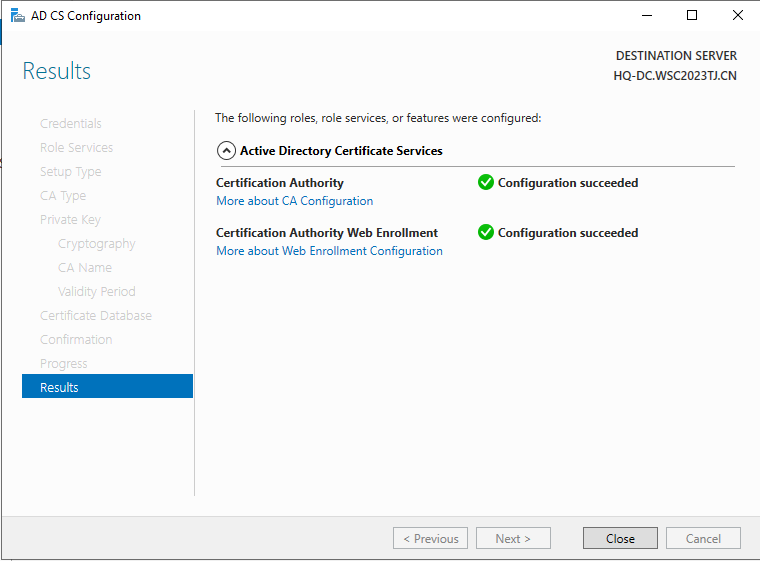 AD CS Configuration
Results
DESTINATION SERVER
HQ-DC.WSC2023TJ.CN
Credentials
Role Services
Setup Type
CA Type
Private Key
Cryptography
CA Name
Validity Period
Certificate Database
Confirmation
Progress
Results
The following roles, role services, or features were configured:
Active Directory Certificate Services
Certification Authority
Configuration succeeded
More about CA Configuration
Certification Authority Web Enrollment
Configuration succeeded
More about Web Enrollment Configuration
< Previous
Next >
Close
Cancel